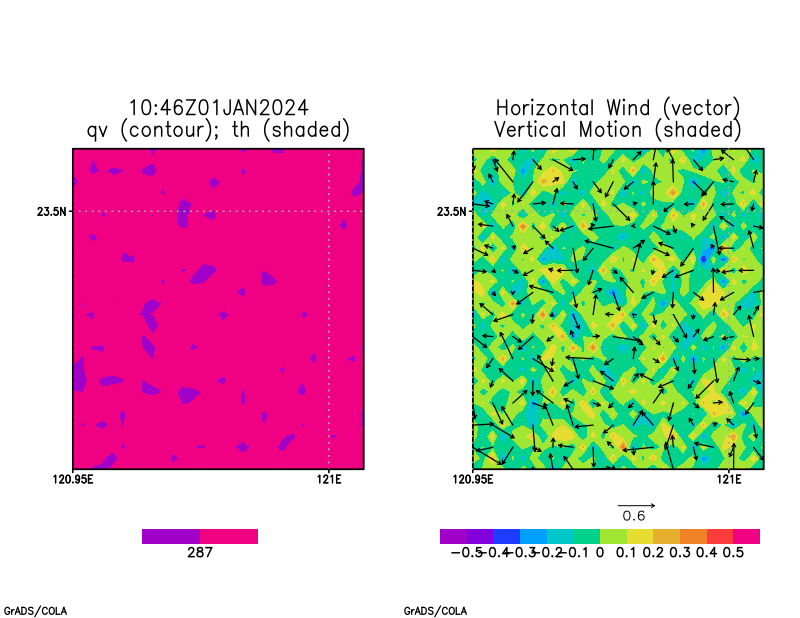 10:46Z01JAN2024
qv (contour); th (shaded)
23.5N
120.95E
121E
287
GrADS/COLA
Horizontal Wind (vector)
Vertical Motion (shaded)
23.5N
120.95E
121E
0.6
-0.5 -0.4 -0.3 -0.2 -0.1 0 0.1 0.2 0.3 0.4 0.5
GrADS/COLA